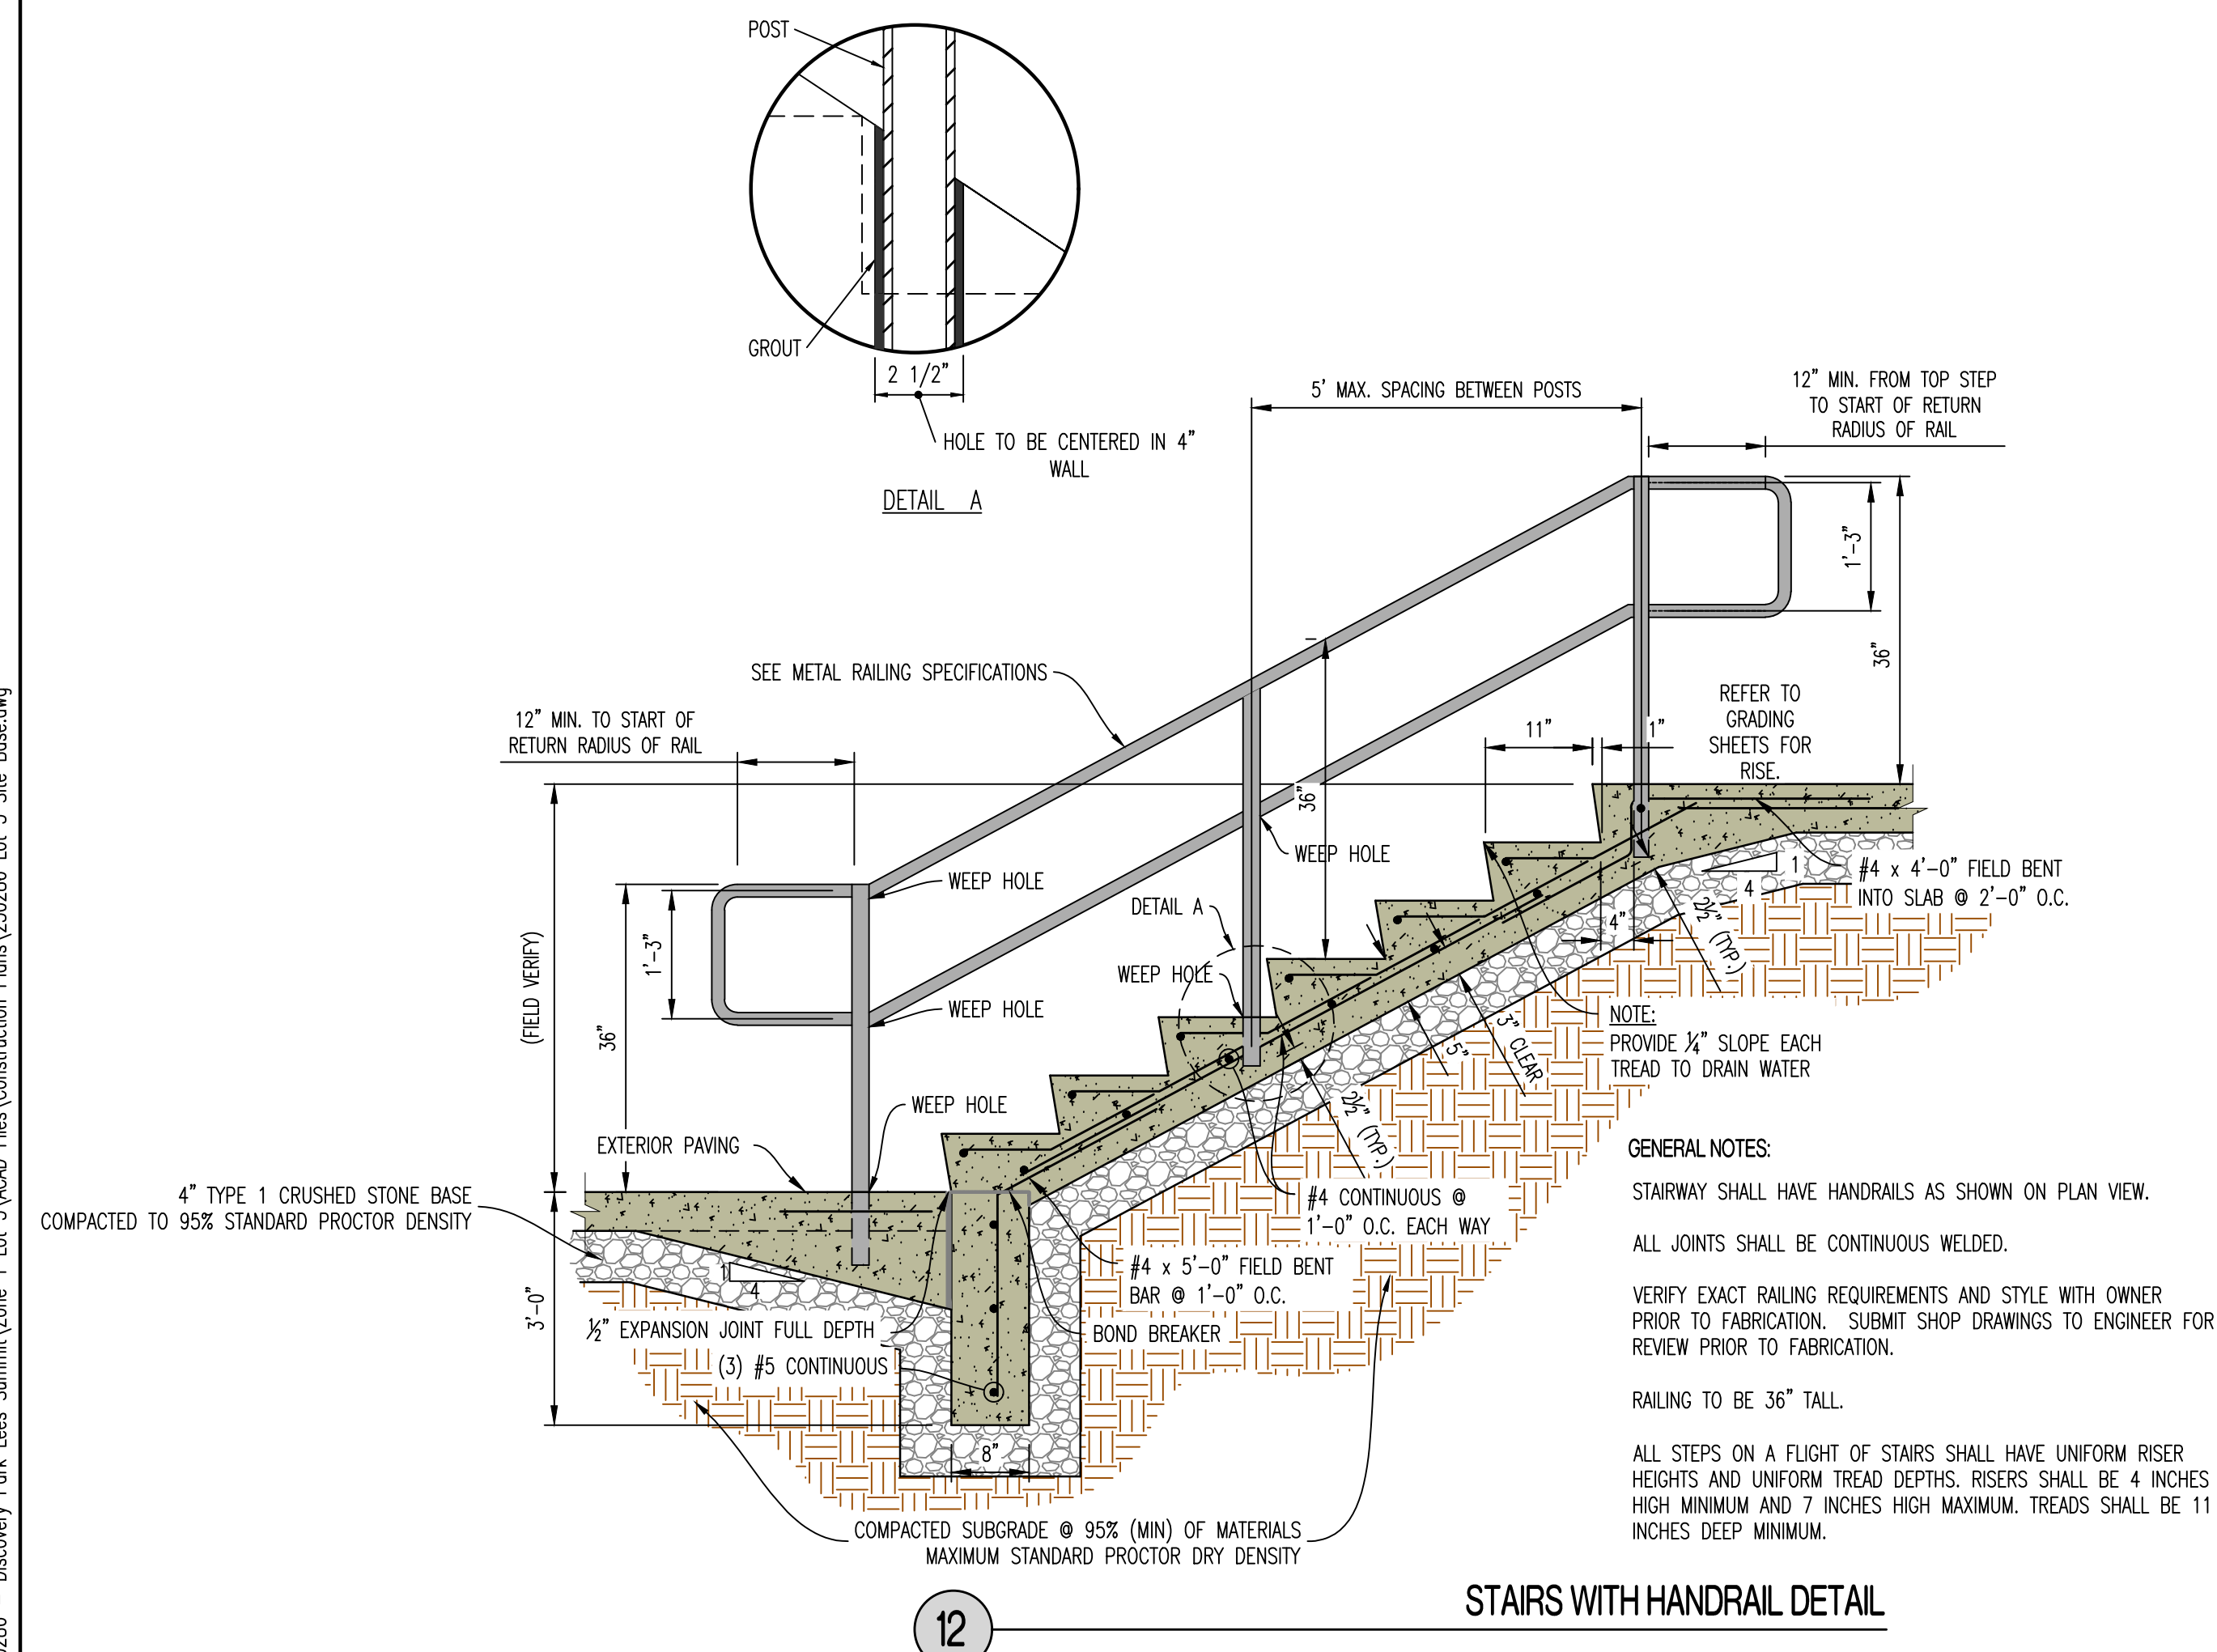 POST
GROUT
2 1/2"
HOLE TO BE CENTERED IN 4"
WALL
DETAIL A
5' MAX. SPACING BETWEEN POSTS
12" MIN. FROM TOP STEP
TO START OF RETURN
RADIUS OF RAIL
1'-3"
36"
SEE METAL RAILING SPECIFICATIONS
12" MIN. TO START OF
RETURN RADIUS OF RAIL
REFER TO
GRADING
SHEETS FOR
RISE.
11"
1"
36"
WEEP HOLE
WEEP HOLE
DETAIL A
WEEP HOLE
WEEP HOLE
WEEP HOLE
(FIELD VERIFY)
36"
1'-3"
1
4
#4 x 4'-0" FIELD BENT
INTO SLAB @ 2'-0" O.C.
4"
2½" (TYP.)
NOTE:
PROVIDE ¼" SLOPE EACH
TREAD TO DRAIN WATER
3" CLEAR
5"
2½" (TYP.)
EXTERIOR PAVING
4" TYPE 1 CRUSHED STONE BASE
COMPACTED TO 95% STANDARD PROCTOR DENSITY
#4 CONTINUOUS @
1'-0" O.C. EACH WAY
#4 x 5'-0" FIELD BENT
BAR @ 1'-0" O.C.
1
4
3'-0"
½" EXPANSION JOINT FULL DEPTH
BOND BREAKER
(3) #5 CONTINUOUS
8"
COMPACTED SUBGRADE @ 95% (MIN) OF MATERIALS
MAXIMUM STANDARD PROCTOR DRY DENSITY
GENERAL NOTES:
STAIRWAY SHALL HAVE HANDRAILS AS SHOWN ON PLAN VIEW.
ALL JOINTS SHALL BE CONTINUOUS WELDED.
VERIFY EXACT RAILING REQUIREMENTS AND STYLE WITH OWNER
PRIOR TO FABRICATION. SUBMIT SHOP DRAWINGS TO ENGINEER FOR
REVIEW PRIOR TO FABRICATION.
RAILING TO BE 36" TALL.
ALL STEPS ON A FLIGHT OF STAIRS SHALL HAVE UNIFORM RISER
HEIGHTS AND UNIFORM TREAD DEPTHS. RISERS SHALL BE 4 INCHES
HIGH MINIMUM AND 7 INCHES HIGH MAXIMUM. TREADS SHALL BE 11
INCHES DEEP MINIMUM.
12
STAIRS WITH HANDRAIL DETAIL